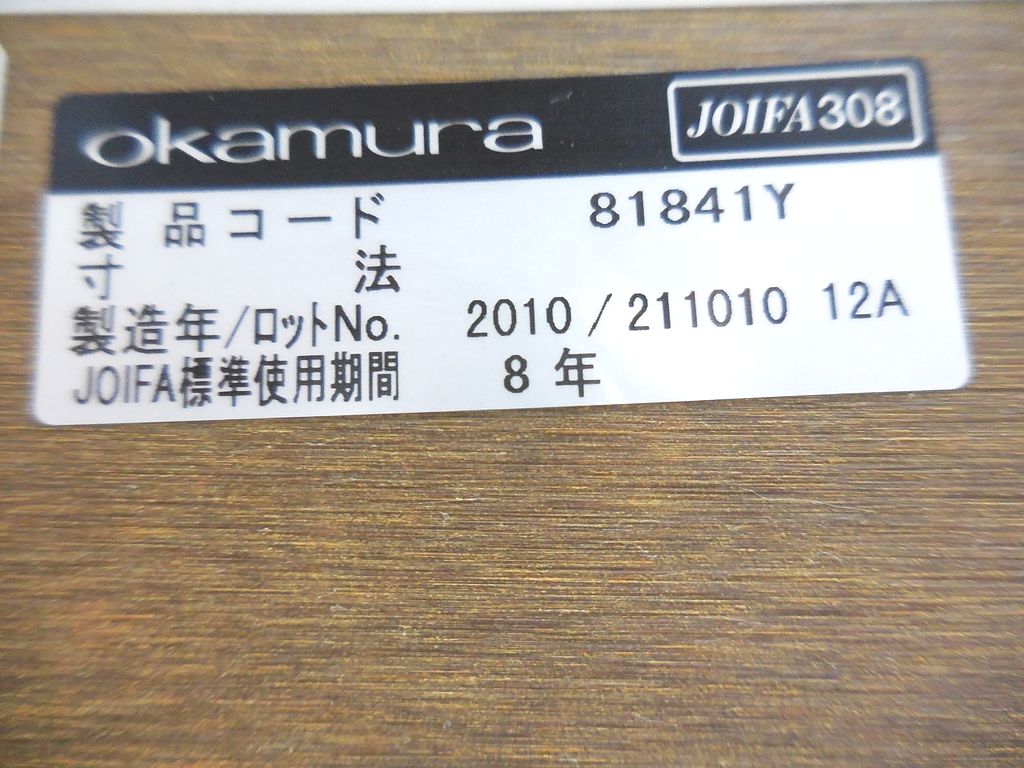 okamura JOIFA308
製品コード 81841Y
寸法
製造年/ロットNo. 2010/211010 12A
JOIFA標準使用期間 8年